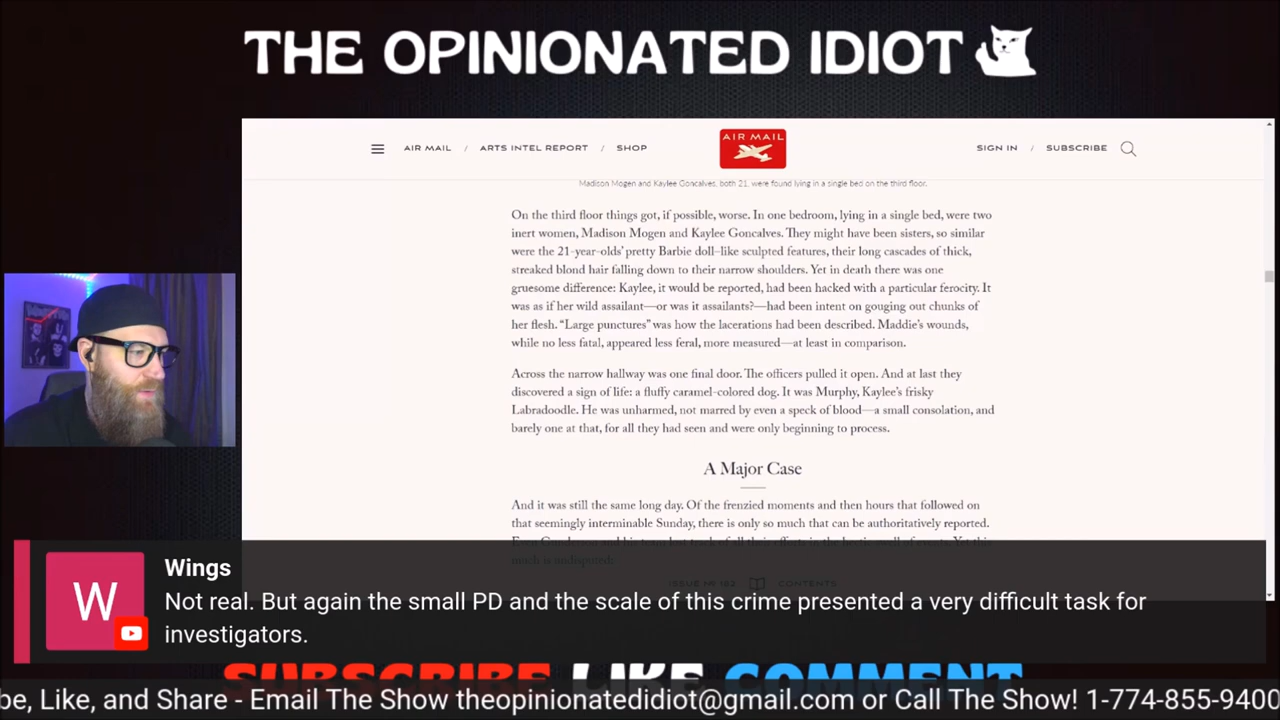 THE OPINIONATED IDIOT
AIR MAIL / ARTS INTEL REPORT / SHOP
AIR MAIL
SIGN IN / SUBSCRIBE
Madison Mogen and Kaylee Goncalves, both 21, were found lying in a single bed on the third floor.
On the third floor things got, if possible, worse. In one bedroom, lying in a single bed, were two
inert women, Madison Mogen and Kaylee Goncalves. They might have been sisters, so similar
were the 21-year-olds' pretty Barbie doll–like sculpted features, their long cascades of thick,
streaked blond hair falling down to their narrow shoulders. Yet in death there was one
gruesome difference: Kaylee, it would be reported, had been hacked with a particular ferocity. It
was as if her wild assailant—or was it assailants?—had been intent on gouging out chunks of
her flesh. “Large punctures” was how the lacerations had been described. Maddie’s wounds,
while no less fatal, appeared less feral, more measured—at least in comparison.
Across the narrow hallway was one final door. The officers pulled it open. And at last they
discovered a sign of life: a fluffy caramel-colored dog. It was Murphy, Kaylee’s frisky
Labradoodle. He was unharmed, not marred by even a speck of blood—a small consolation, and
barely one at that, for all they had seen and were only beginning to process.
A Major Case
And it was still the same long day. Of the frenzied moments and then hours that followed on
that seemingly interminable Sunday, there is only so much that can be authoritatively reported.
much is undisputed.
ISSUE Nº 182 CONTENTS
W
Wings
Not real. But again the small PD and the scale of this crime presented a very difficult task for
investigators.
SUBSCRIBE LIKE COMMENT
be, Like, and Share - Email The Show theopinionatedidiot@gmail.com or Call The Show! 1-774-855-9400